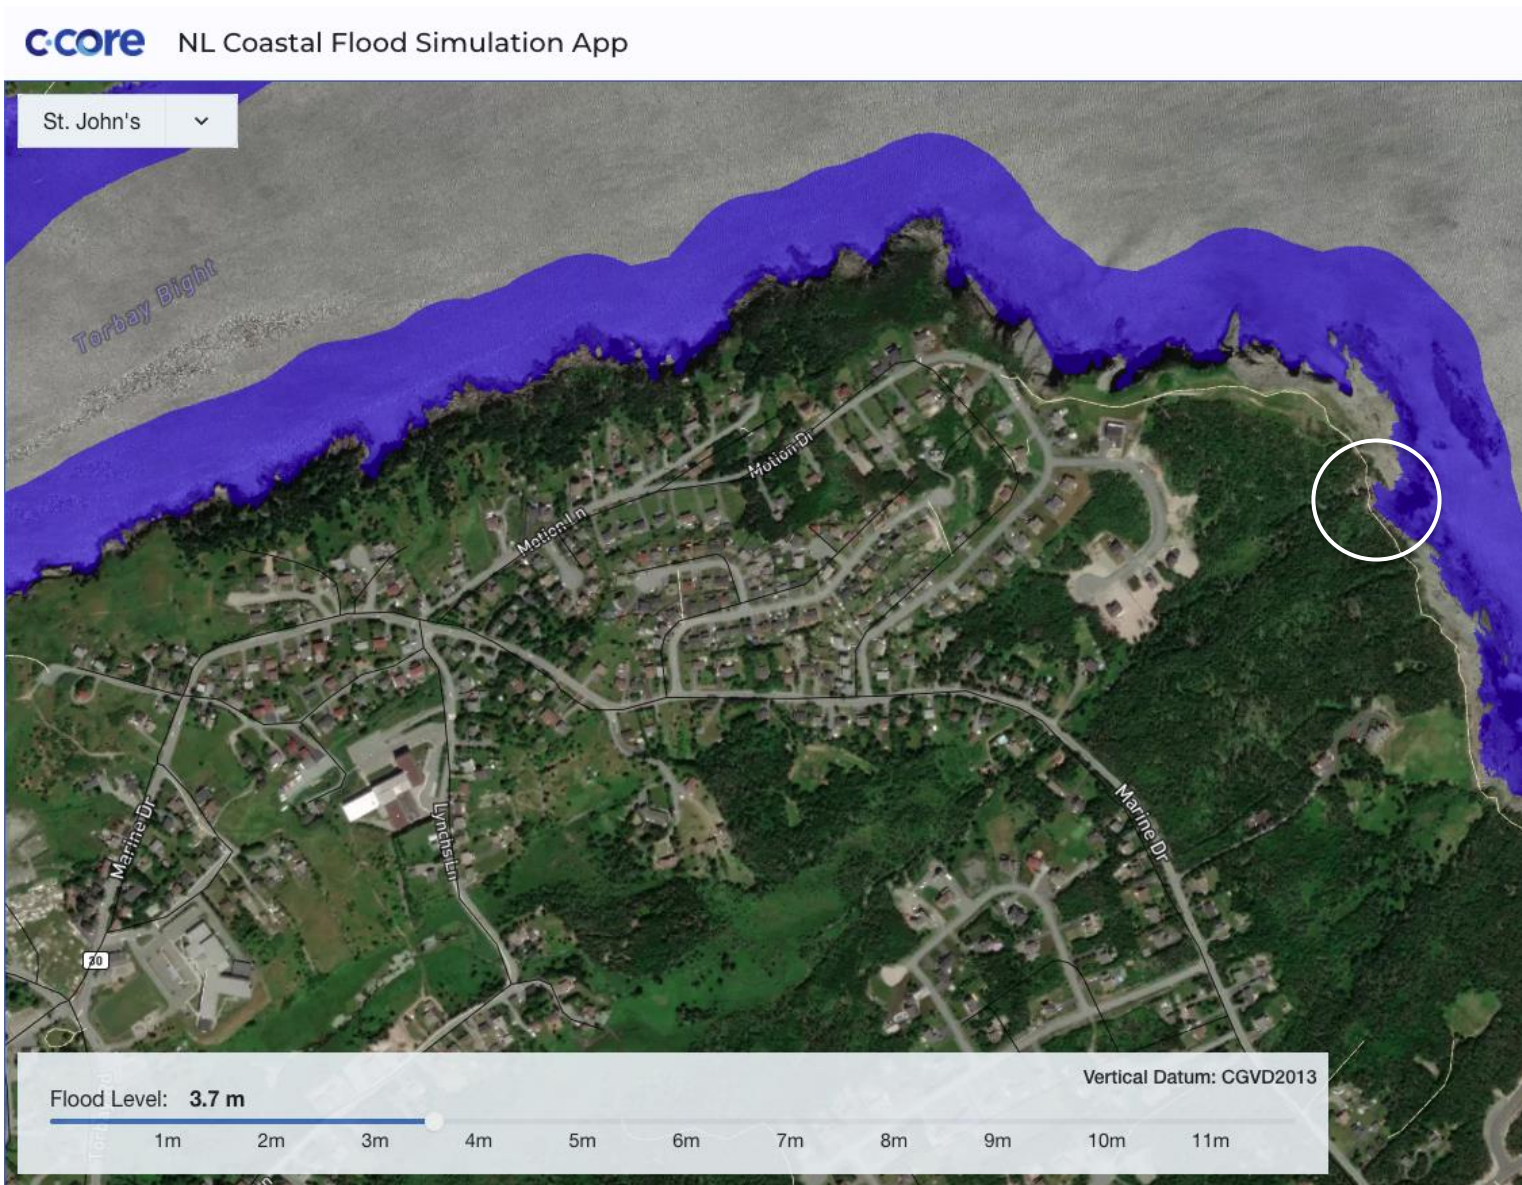 c·core NL Coastal Flood Simulation App
St. John's
Torbay Bight
Motion Dr
Motion Ln
Marine Dr
Lynchs Ln
Marine Dr
30
Vertical Datum: CGVD2013
Flood Level: 3.7 m
1m 2m 3m 4m 5m 6m 7m 8m 9m 10m 11m